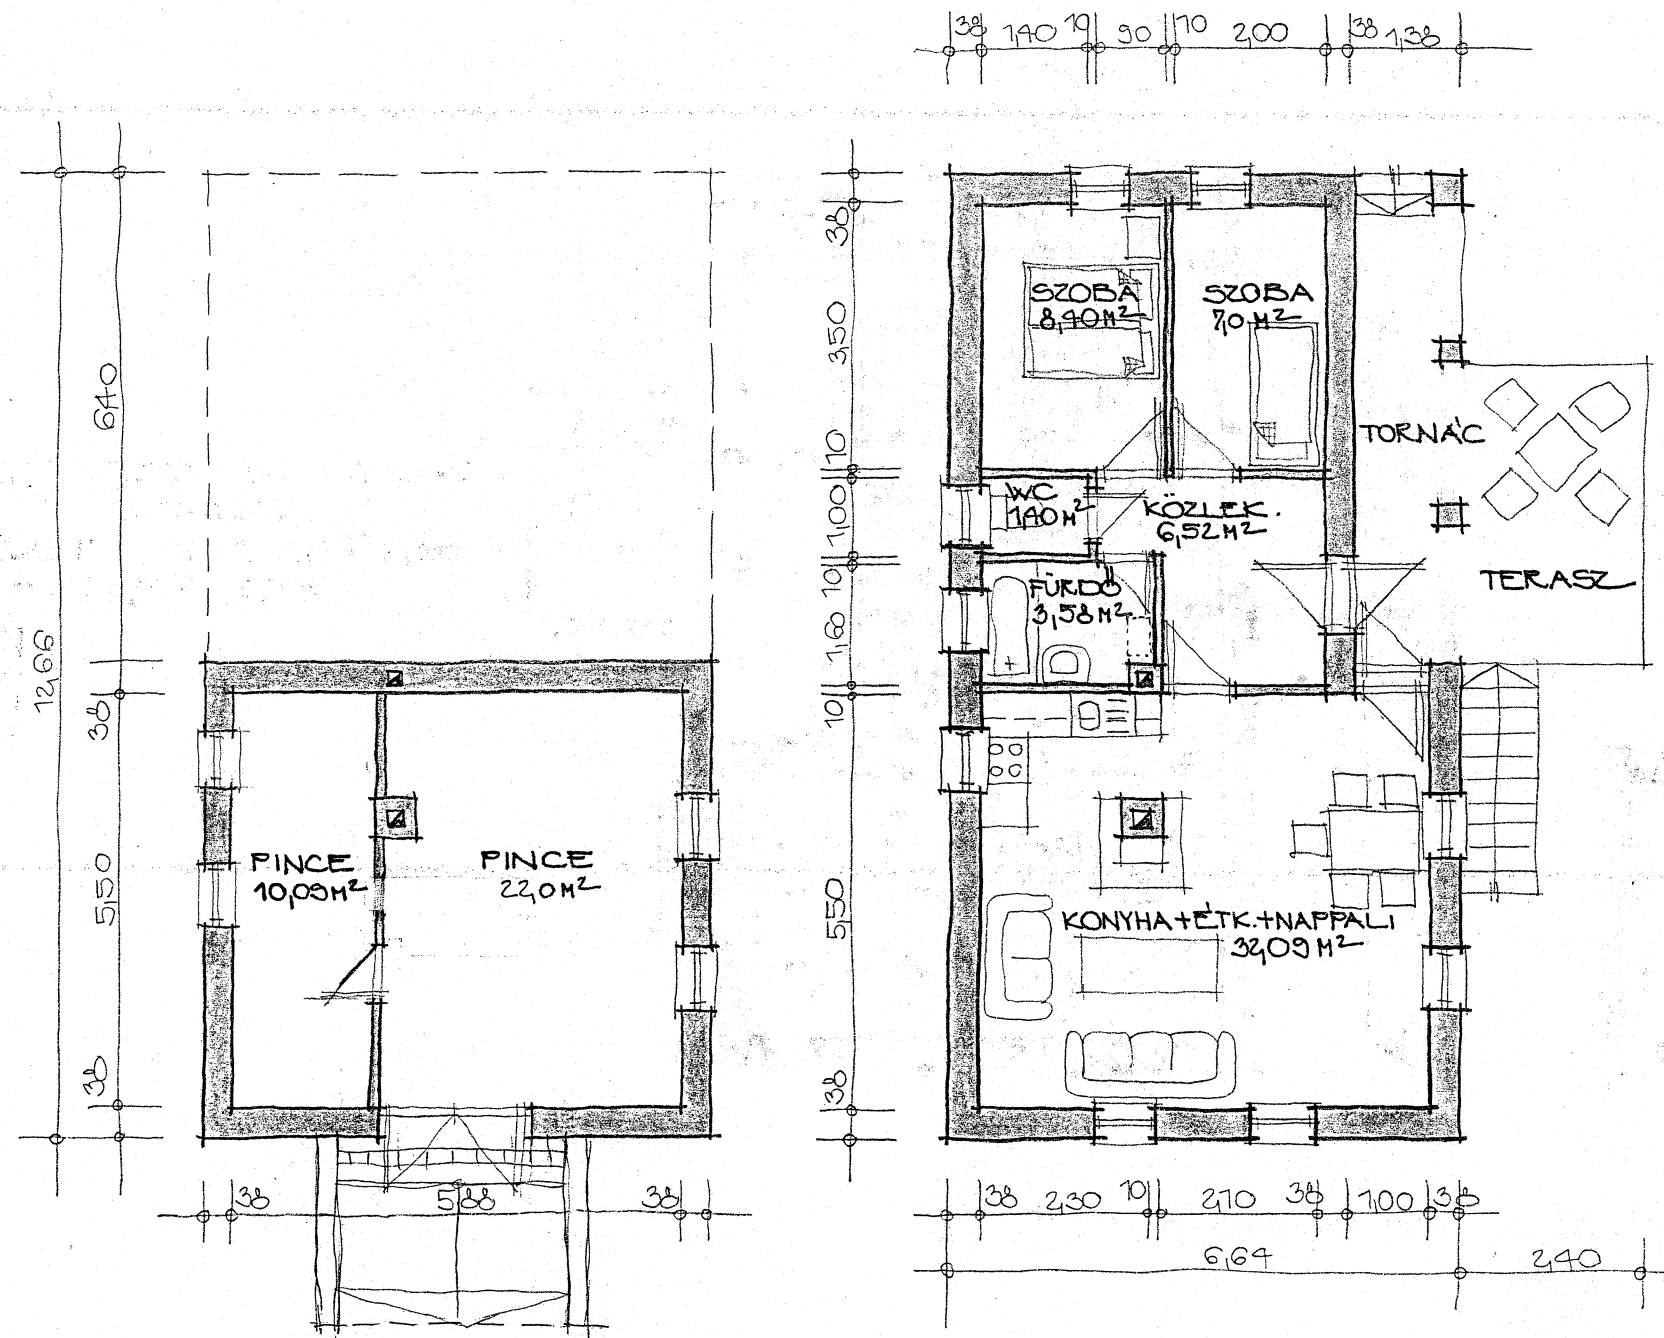 38 1,40 10 90 10 2,00 38 1,38
12,66
6,40
38
5,50
38
PINCE
10,09 M²
PINCE
22,0 M²
38 5,88 38
38
3,50
10
1,00
10
1,60
10
5,50
38
SZOBA
8,40 M²
SZOBA
7,0 M²
TORNÁC
WC
1,40 M²
KÖZLEK.
6,52 M²
FÜRDŐ
3,58 M²
TERASZ
KONYHA+ÉTK.+NAPPALI
32,09 M²
38 2,30 10 2,10 38 1,00 38
6,64 2,40